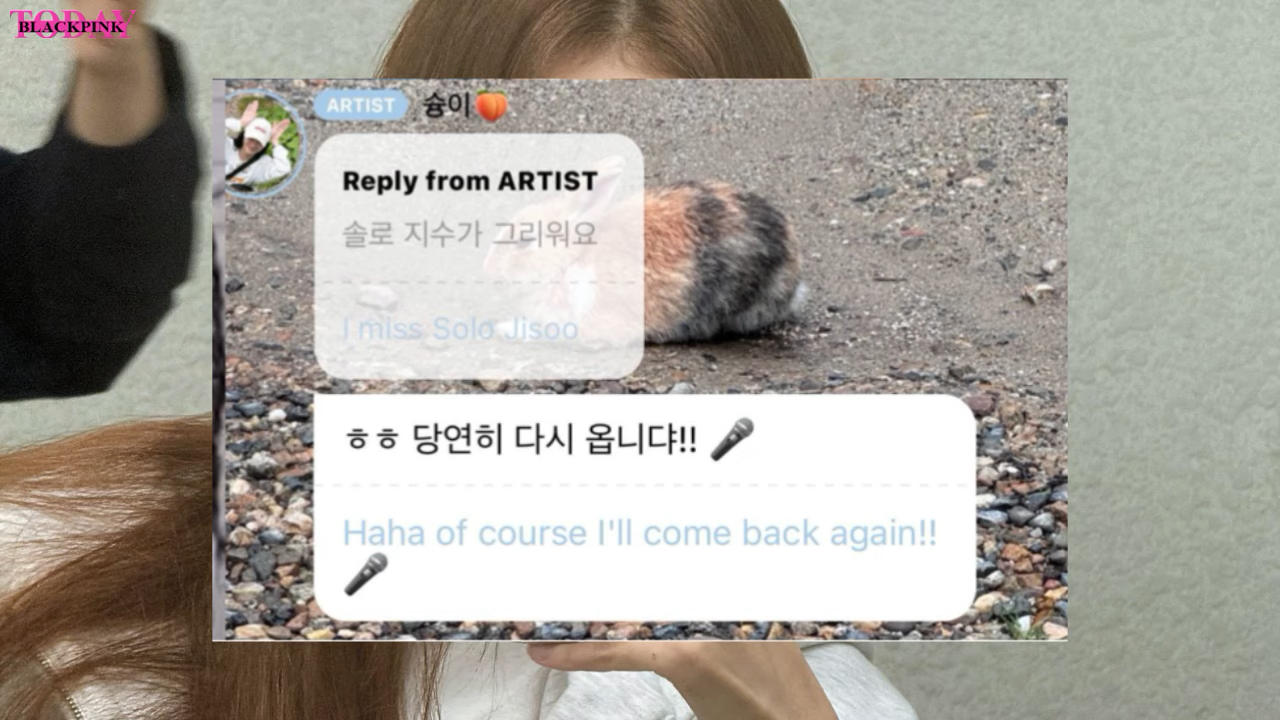 TODAY
BLACKPINK
ARTIST 슝이🍑
Reply from ARTIST
솔로 지수가 그리워요
I miss Solo Jisoo
ㅎㅎ 당연히 다시 옵니댜!! 🎤
Haha of course I'll come back again!!
🎤